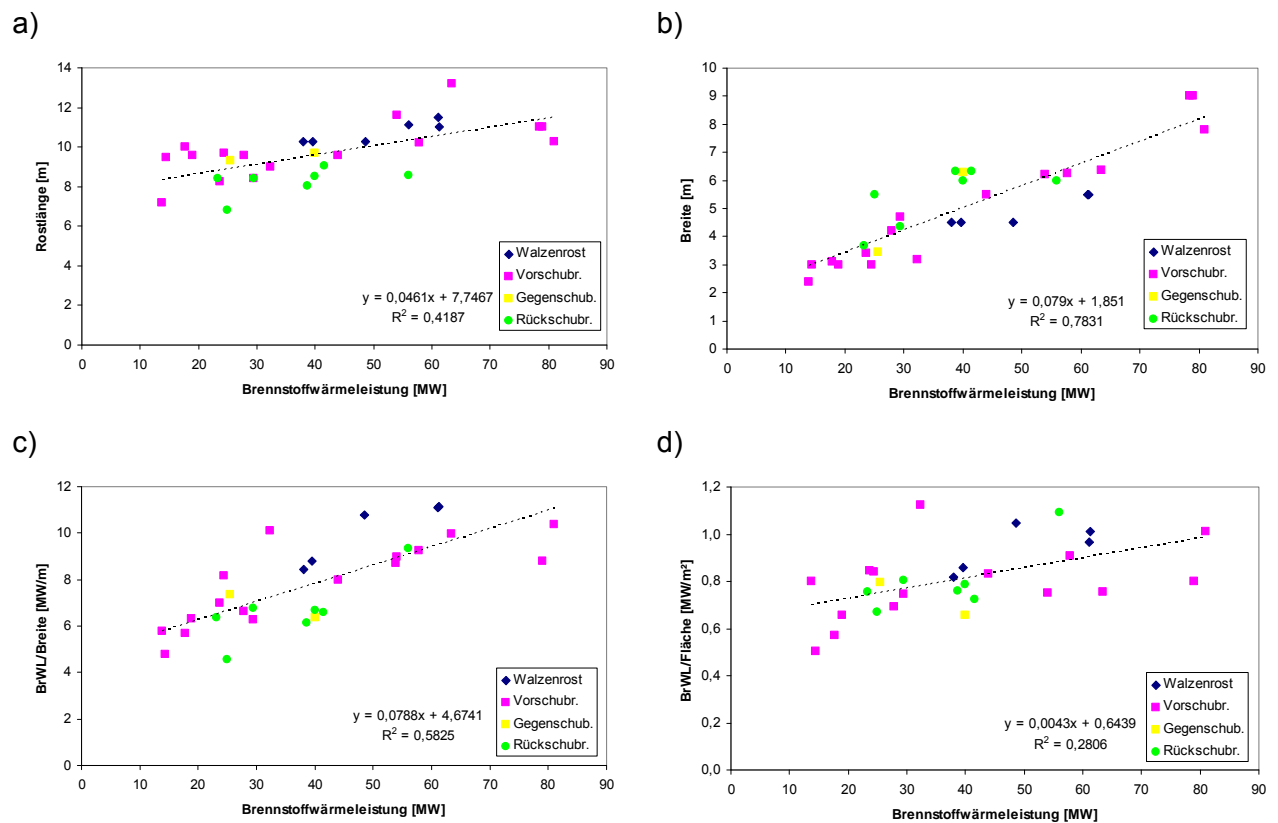 a)
14
12
10
8
6
4
2
0
Rostlänge [m]
0 10 20 30 40 50 60 70 80 90
Brennstoffwärmeleistung [MW]
Walzenrost
Vorschubr.
Gegenschub.
Rückschubr.
y = 0,0461x + 7,7467
R² = 0,4187
b)
10
9
8
7
6
5
4
3
2
1
0
Breite [m]
0 10 20 30 40 50 60 70 80 90
Brennstoffwärmeleistung [MW]
Walzenrost
Vorschubr.
Gegenschub.
Rückschubr.
y = 0,079x + 1,851
R² = 0,7831
c)
12
10
8
6
4
2
0
BrWL/Breite [MW/m]
0 10 20 30 40 50 60 70 80 90
Brennstoffwärmeleistung [MW]
Walzenrost
Vorschubr.
Gegenschub.
Rückschubr.
y = 0,0788x + 4,6741
R² = 0,5825
d)
1,2
1,0
0,8
0,6
0,4
0,2
0,0
BrWL/Fläche [MW/m²]
0 10 20 30 40 50 60 70 80 90
Brennstoffwärmeleistung [MW]
Walzenrost
Vorschubr.
Gegenschub.
Rückschubr.
y = 0,0043x + 0,6439
R² = 0,2806